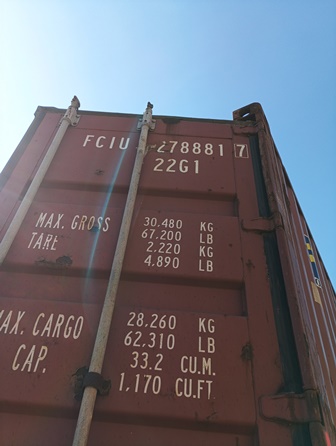 FCIU 278881 7
22G1
MAX. GROSS 30.480 KG
67.200 LB
TARE 2.220 KG
4.890 LB
MAX. CARGO 28.260 KG
62,310 LB
CAP. 33.2 CU.M.
1,170 CU.FT